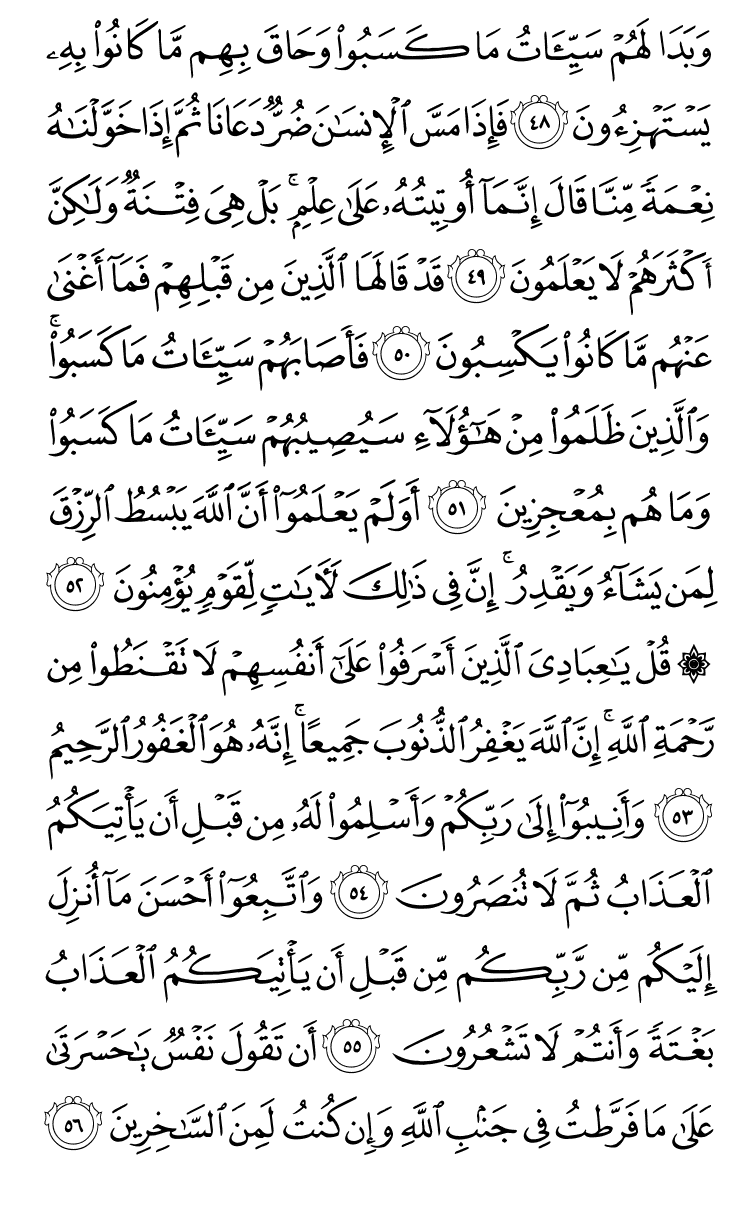 وَبَدَا لَهُمۡ سَيِّـَٔاتُ مَا كَسَبُواْ وَحَاقَ بِهِم مَّا كَانُواْ بِهِۦ
يَسۡتَهۡزِءُونَ ٤٨ فَإِذَا مَسَّ ٱلۡإِنسَٰنَ ضُرّٞ دَعَانَا ثُمَّ إِذَا خَوَّلۡنَٰهُ
نِعۡمَةٗ مِّنَّا قَالَ إِنَّمَآ أُوتِيتُهُۥ عَلَىٰ عِلۡمِۭۚ بَلۡ هِيَ فِتۡنَةٞ وَلَٰكِنَّ
أَكۡثَرَهُمۡ لَا يَعۡلَمُونَ ٤٩ قَدۡ قَالَهَا ٱلَّذِينَ مِن قَبۡلِهِمۡ فَمَآ أَغۡنَىٰ
عَنۡهُم مَّا كَانُواْ يَكۡسِبُونَ ٥٠ فَأَصَابَهُمۡ سَيِّـَٔاتُ مَا كَسَبُواْۚ
وَٱلَّذِينَ ظَلَمُواْ مِنۡ هَٰٓؤُلَآءِ سَيُصِيبُهُمۡ سَيِّـَٔاتُ مَا كَسَبُواْ
وَمَا هُم بِمُعۡجِزِينَ ٥١ أَوَلَمۡ يَعۡلَمُوٓاْ أَنَّ ٱللَّهَ يَبۡسُطُ ٱلرِّزۡقَ
لِمَن يَشَآءُ وَيَقۡدِرُۚ إِنَّ فِي ذَٰلِكَ لَأٓيَٰتٖ لِّقَوۡمٖ يُؤۡمِنُونَ ٥٢
۞ قُلۡ يَٰعِبَادِيَ ٱلَّذِينَ أَسۡرَفُواْ عَلَىٰٓ أَنفُسِهِمۡ لَا تَقۡنَطُواْ مِن
رَّحۡمَةِ ٱللَّهِۚ إِنَّ ٱللَّهَ يَغۡفِرُ ٱلذُّنُوبَ جَمِيعًاۚ إِنَّهُۥ هُوَ ٱلۡغَفُورُ ٱلرَّحِيمُ
٥٣ وَأَنِيبُوٓاْ إِلَىٰ رَبِّكُمۡ وَأَسۡلِمُواْ لَهُۥ مِن قَبۡلِ أَن يَأۡتِيَكُمُ
ٱلۡعَذَابُ ثُمَّ لَا تُنصَرُونَ ٥٤ وَٱتَّبِعُوٓاْ أَحۡسَنَ مَآ أُنزِلَ
إِلَيۡكُم مِّن رَّبِّكُم مِّن قَبۡلِ أَن يَأۡتِيَكُمُ ٱلۡعَذَابُ
بَغۡتَةٗ وَأَنتُمۡ لَا تَشۡعُرُونَ ٥٥ أَن تَقُولَ نَفۡسٞ يَٰحَسۡرَتَىٰ
عَلَىٰ مَا فَرَّطتُ فِي جَنۢبِ ٱللَّهِ وَإِن كُنتُ لَمِنَ ٱلسَّٰخِرِينَ ٥٦